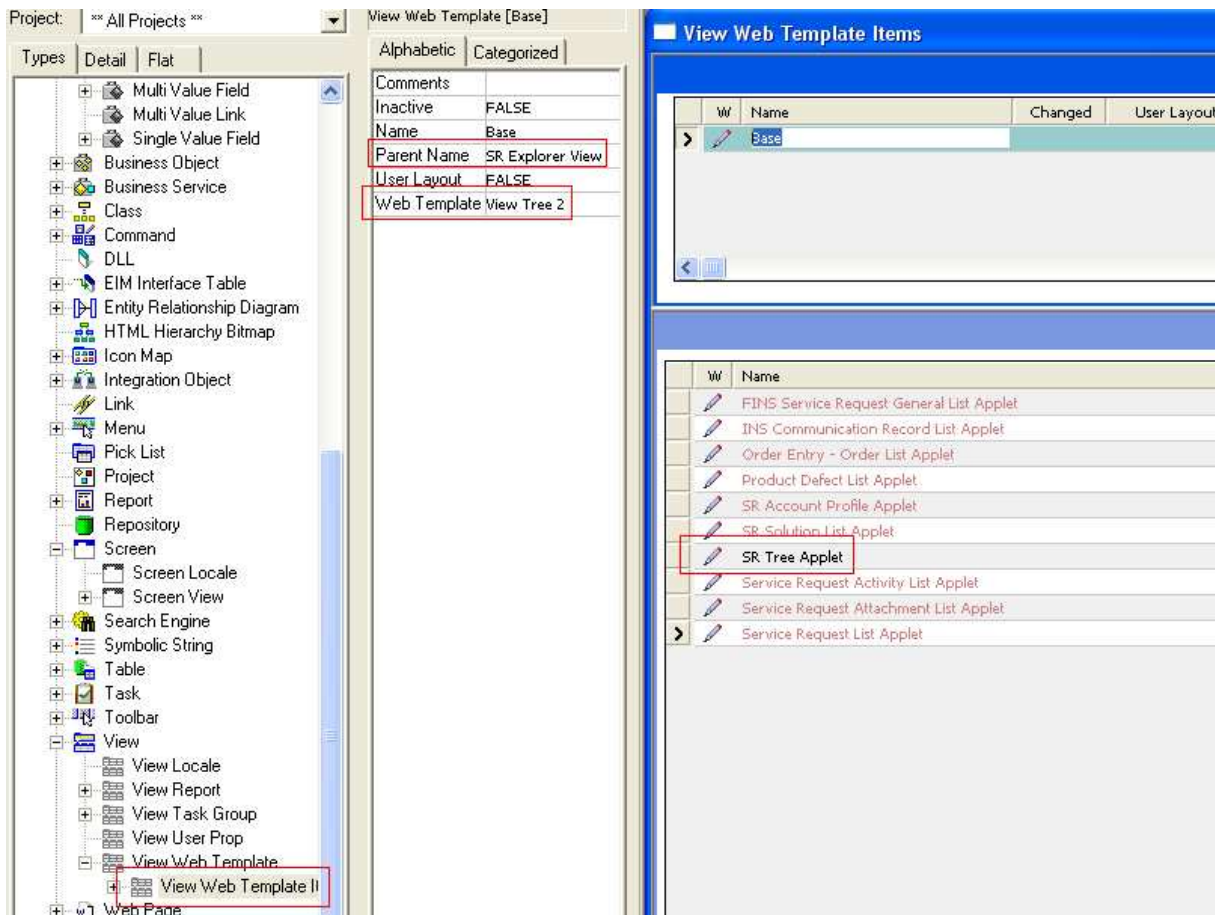 Project: ** All Projects **
Types Detail Flat
Multi Value Field
Multi Value Link
Single Value Field
Business Object
Business Service
Class
Command
DLL
EIM Interface Table
Entity Relationship Diagram
HTML Hierarchy Bitmap
Icon Map
Integration Object
Link
Menu
Pick List
Project
Report
Repository
Screen
Screen Locale
Screen View
Search Engine
Symbolic String
Table
Task
Toolbar
View
View Locale
View Report
View Task Group
View User Prop
View Web Template
View Web Template It
Web Page
View Web Template [Base]
Alphabetic Categorized
Comments
Inactive FALSE
Name Base
Parent Name SR Explorer View
User Layout FALSE
Web Template View Tree 2
View Web Template Items
W Name Changed User Layout
Base
W Name
FINS Service Request General List Applet
INS Communication Record List Applet
Order Entry - Order List Applet
Product Defect List Applet
SR Account Profile Applet
SR Solution List Applet
SR Tree Applet
Service Request Activity List Applet
Service Request Attachment List Applet
Service Request List Applet